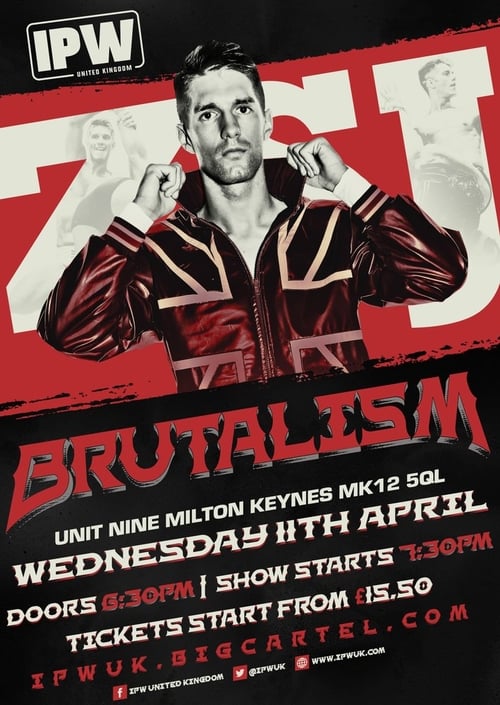 IPW
UNITED KINGDOM
ZSJ
BRUTALISM
UNIT NINE MILTON KEYNES MK12 5QL
WEDNESDAY 11TH APRIL
DOORS 6:30PM | SHOW STARTS 7:30PM
TICKETS START FROM £15.50
IPWUK.BIGCARTEL.COM
IPW UNITED KINGDOM @IPWUK WWW.IPWUK.COM